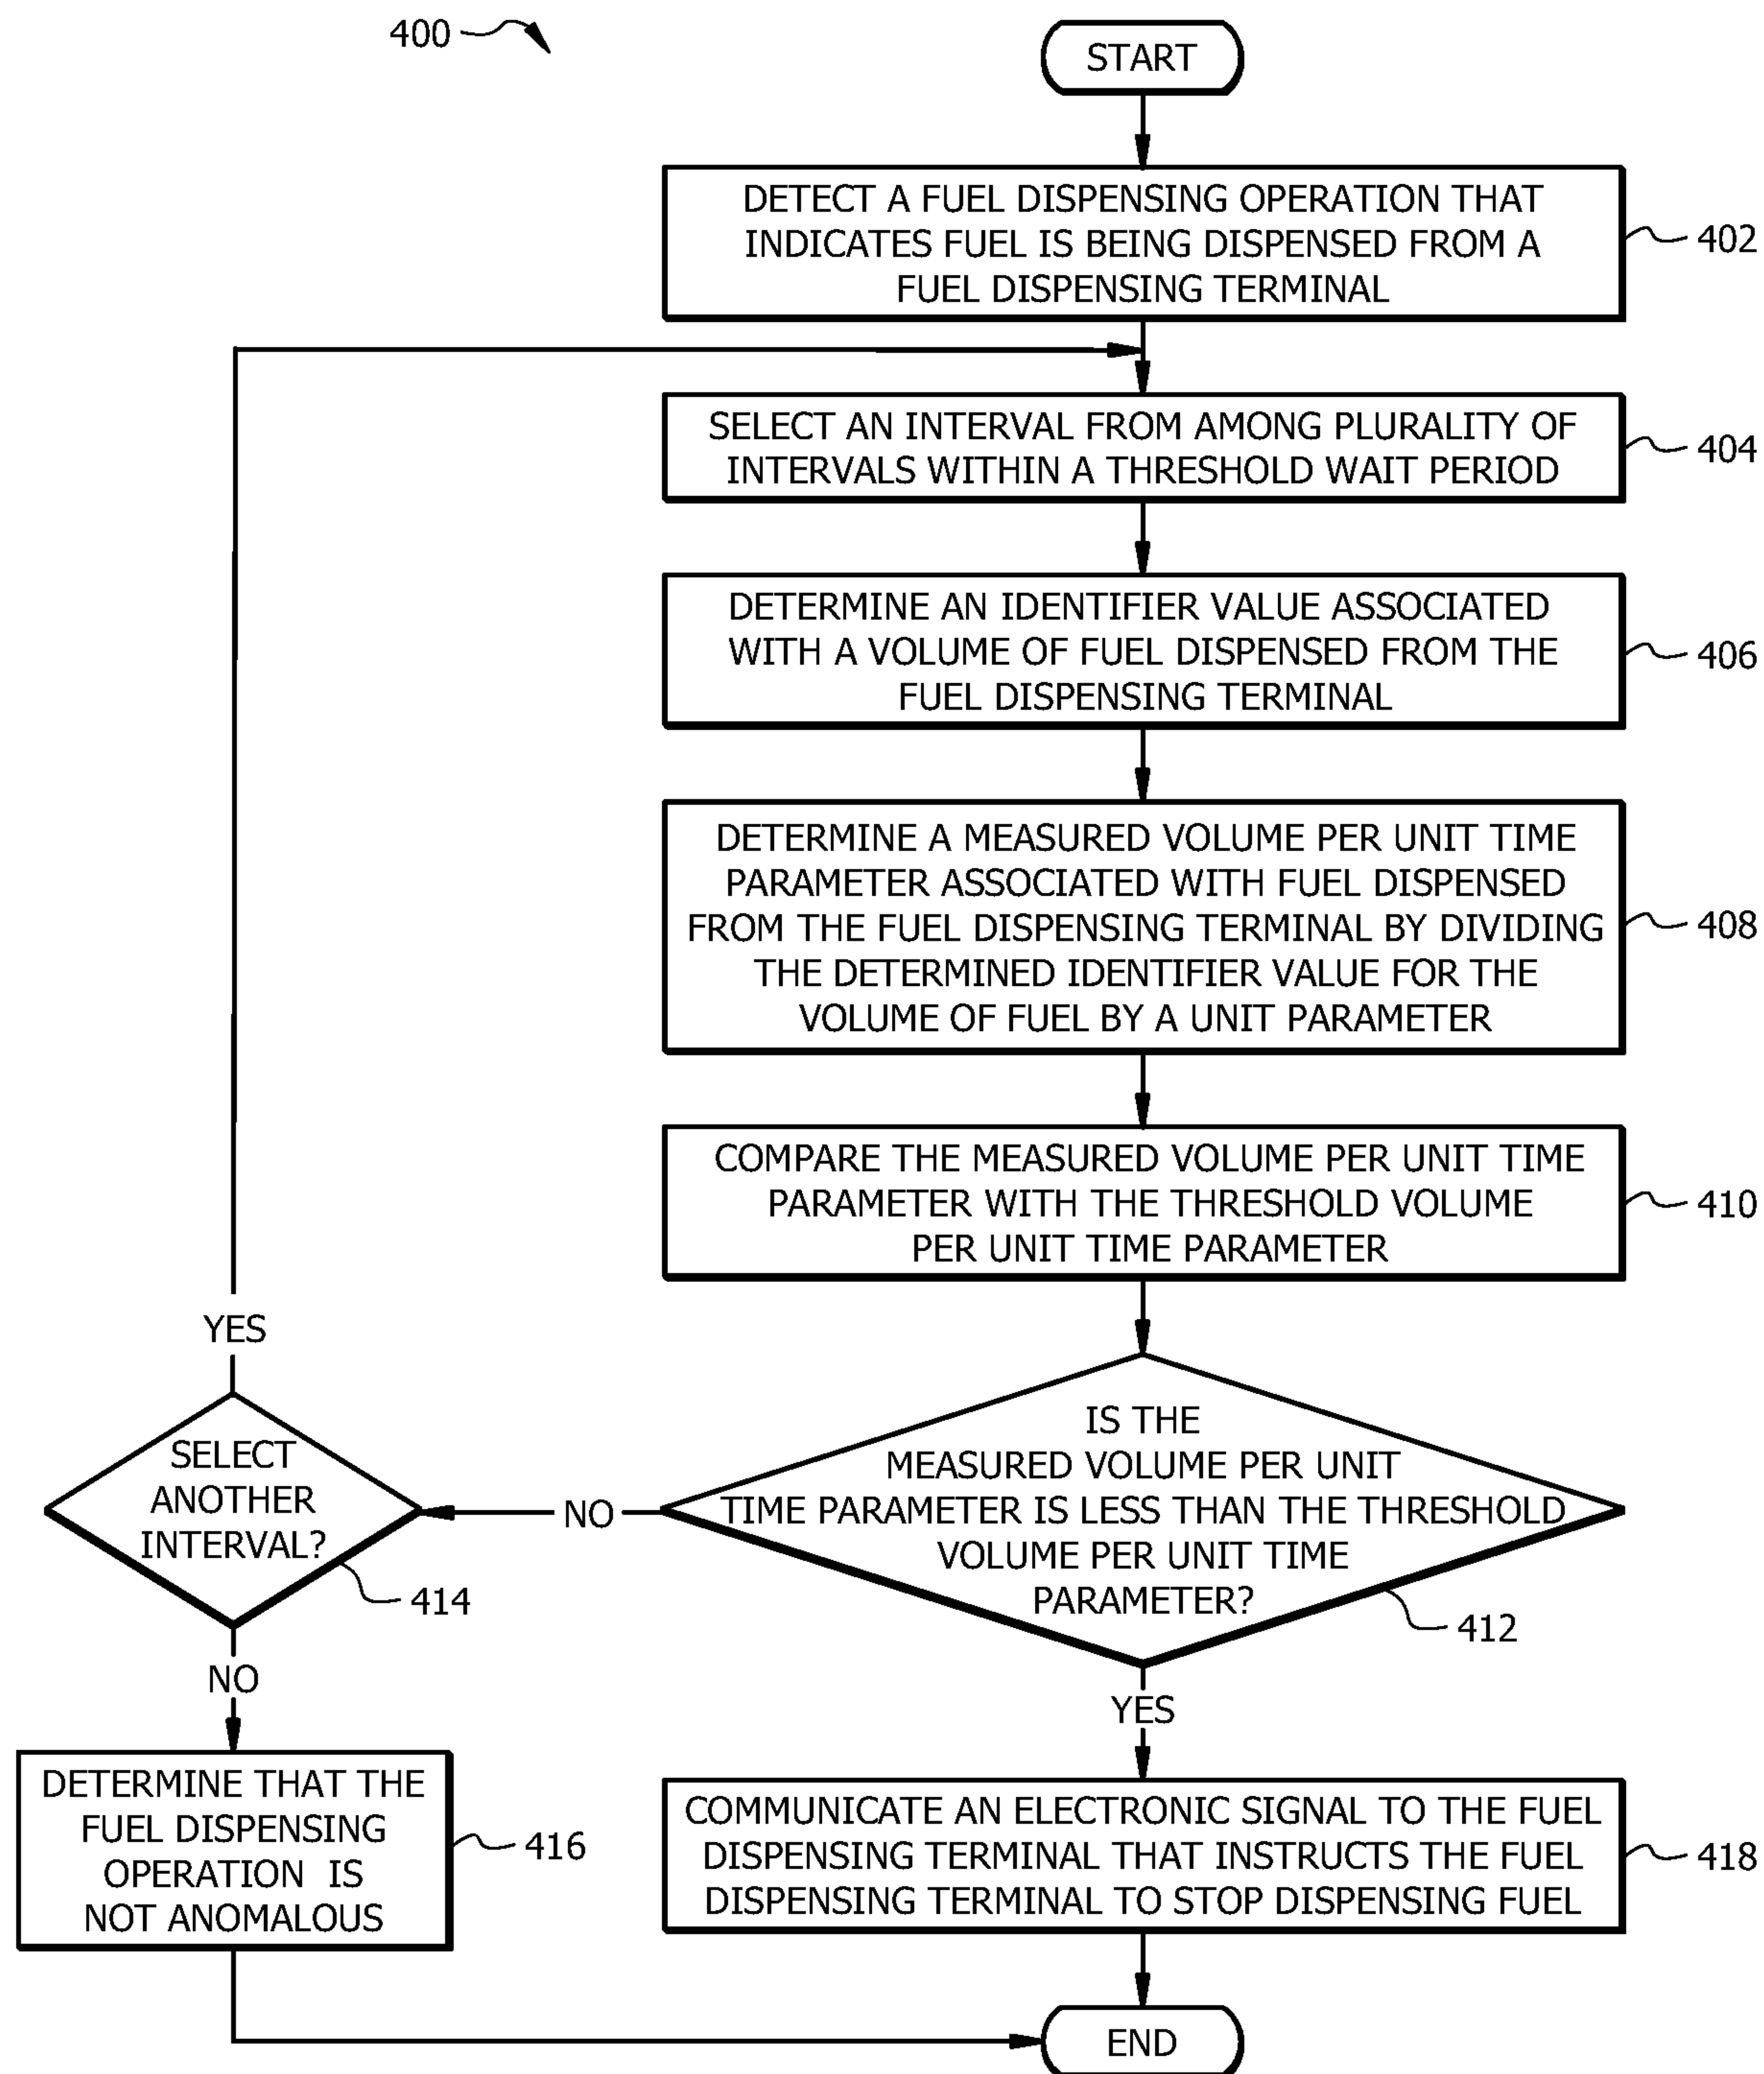 400
START
DETECT A FUEL DISPENSING OPERATION THAT
INDICATES FUEL IS BEING DISPENSED FROM A
FUEL DISPENSING TERMINAL
402
SELECT AN INTERVAL FROM AMONG PLURALITY OF
INTERVALS WITHIN A THRESHOLD WAIT PERIOD
404
DETERMINE AN IDENTIFIER VALUE ASSOCIATED
WITH A VOLUME OF FUEL DISPENSED FROM THE
FUEL DISPENSING TERMINAL
406
DETERMINE A MEASURED VOLUME PER UNIT TIME
PARAMETER ASSOCIATED WITH FUEL DISPENSED
FROM THE FUEL DISPENSING TERMINAL BY DIVIDING
THE DETERMINED IDENTIFIER VALUE FOR THE
VOLUME OF FUEL BY A UNIT PARAMETER
408
COMPARE THE MEASURED VOLUME PER UNIT TIME
PARAMETER WITH THE THRESHOLD VOLUME
PER UNIT TIME PARAMETER
410
IS THE
MEASURED VOLUME PER UNIT
TIME PARAMETER IS LESS THAN THE THRESHOLD
VOLUME PER UNIT TIME
PARAMETER?
412
NO
YES
SELECT
ANOTHER
INTERVAL?
414
YES
NO
DETERMINE THAT THE
FUEL DISPENSING
OPERATION IS
NOT ANOMALOUS
416
COMMUNICATE AN ELECTRONIC SIGNAL TO THE FUEL
DISPENSING TERMINAL THAT INSTRUCTS THE FUEL
DISPENSING TERMINAL TO STOP DISPENSING FUEL
418
END